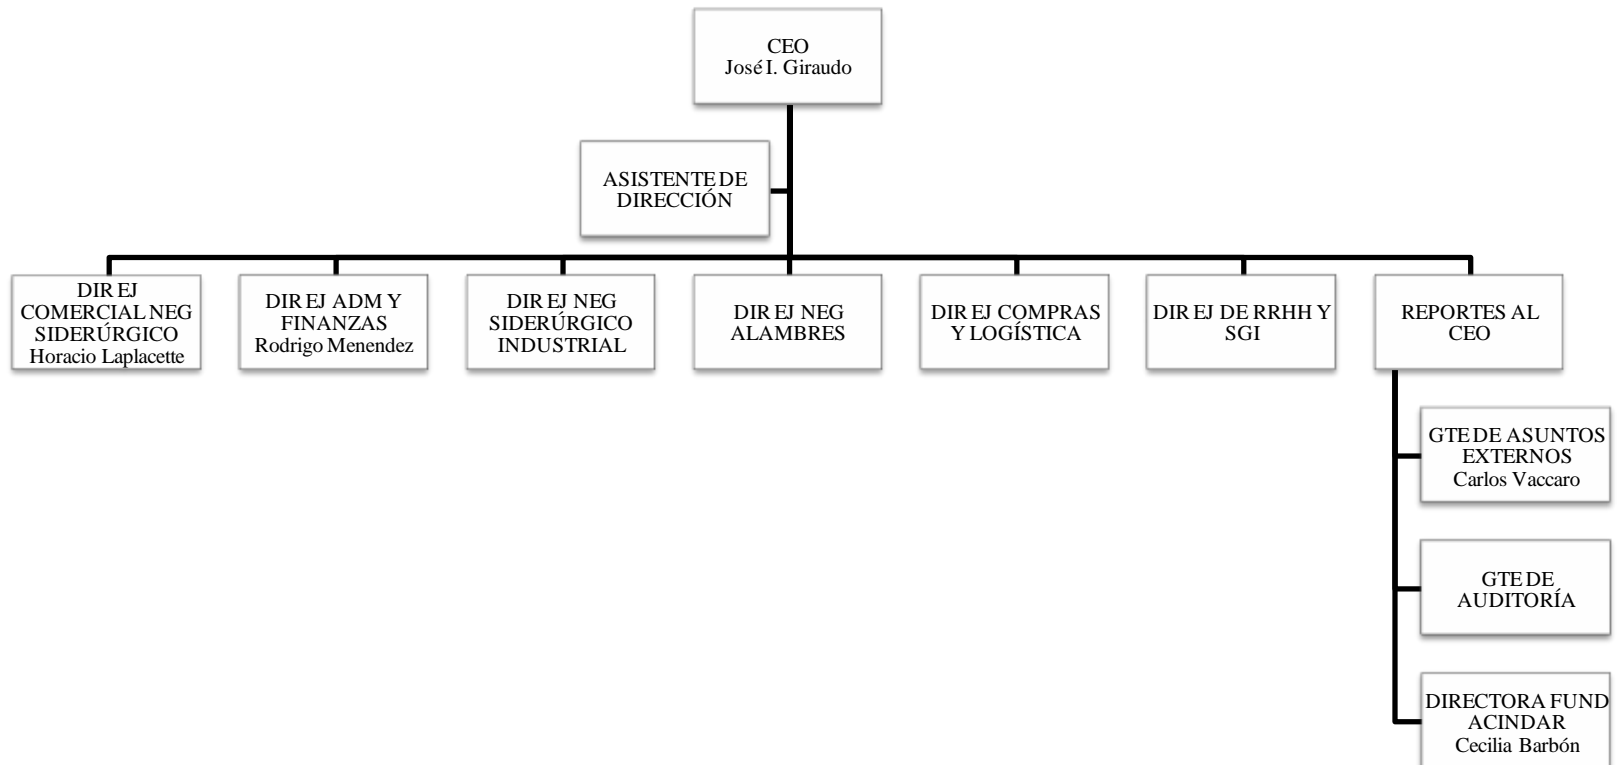 CEO
José I. Giraudo
ASISTENTE DE
DIRECCIÓN
DIR EJ
COMERCIAL NEG
SIDERÚRGICO
Horacio Laplacette
DIR EJ ADM Y
FINANZAS
Rodrigo Menendez
DIR EJ NEG
SIDERÚRGICO
INDUSTRIAL
DIR EJ NEG
ALAMBRES
DIR EJ COMPRAS
Y LOGÍSTICA
DIR EJ DE RRHH Y
SGI
REPORTES AL
CEO
GTE DE ASUNTOS
EXTERNOS
Carlos Vaccaro
GTE DE
AUDITORÍA
DIRECTORA FUND
ACINDAR
Cecilia Barbón